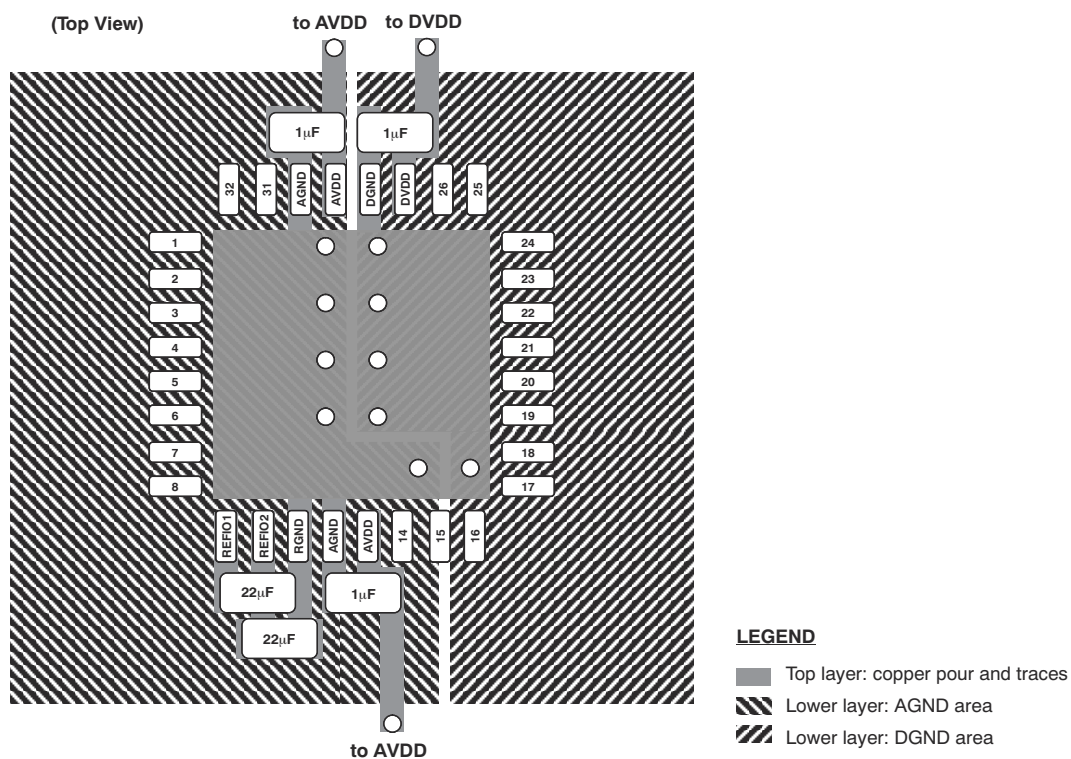 (Top View)
to AVDD
to DVDD
1μF
1μF
32
31
AGND
AVDD
DGND
DVDD
26
25
1
2
3
4
5
6
7
8
24
23
22
21
20
19
18
17
REFIO1
REFIO2
RGND
AGND
AVDD
14
15
16
22μF
1μF
22μF
to AVDD
LEGEND
Top layer: copper pour and traces
Lower layer: AGND area
Lower layer: DGND area